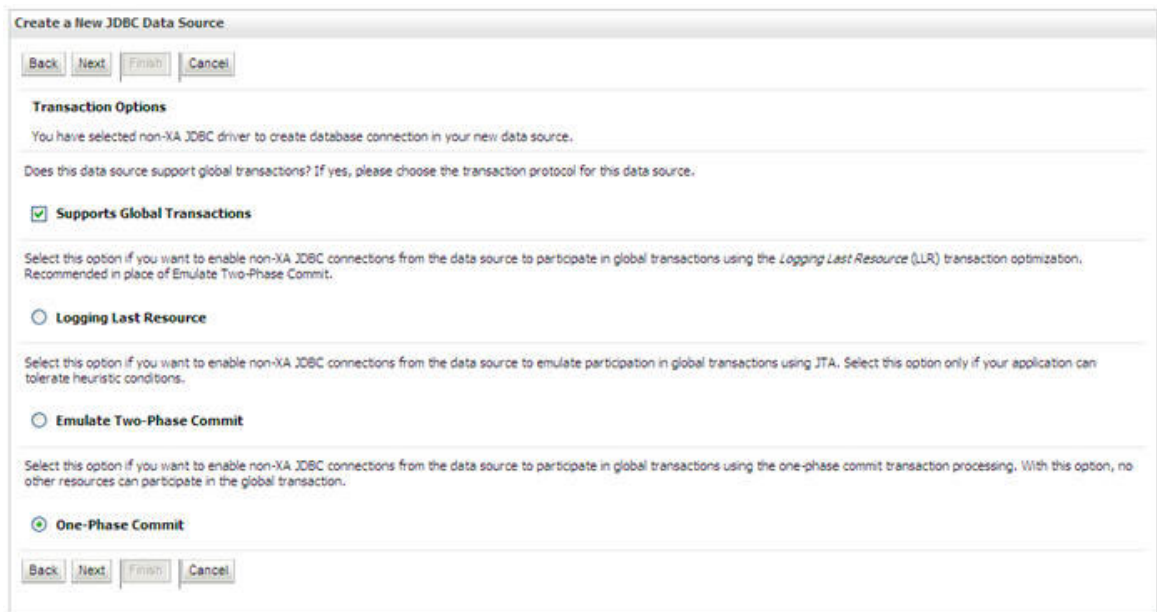 Create a New JDBC Data Source
Back Next Finish Cancel
Transaction Options
You have selected non-XA JDBC driver to create database connection in your new data source.
Does this data source support global transactions? If yes, please choose the transaction protocol for this data source.
Supports Global Transactions
Select this option if you want to enable non-XA JDBC connections from the data source to participate in global transactions using the Logging Last Resource (LLR) transaction optimization.
Recommended in place of Emulate Two-Phase Commit.
Logging Last Resource
Select this option if you want to enable non-XA JDBC connections from the data source to emulate participation in global transactions using JTA. Select this option only if your application can
tolerate heuristic conditions.
Emulate Two-Phase Commit
Select this option if you want to enable non-XA JDBC connections from the data source to participate in global transactions using the one-phase commit transaction processing. With this option, no
other resources can participate in the global transaction.
One-Phase Commit
Back Next Finish Cancel